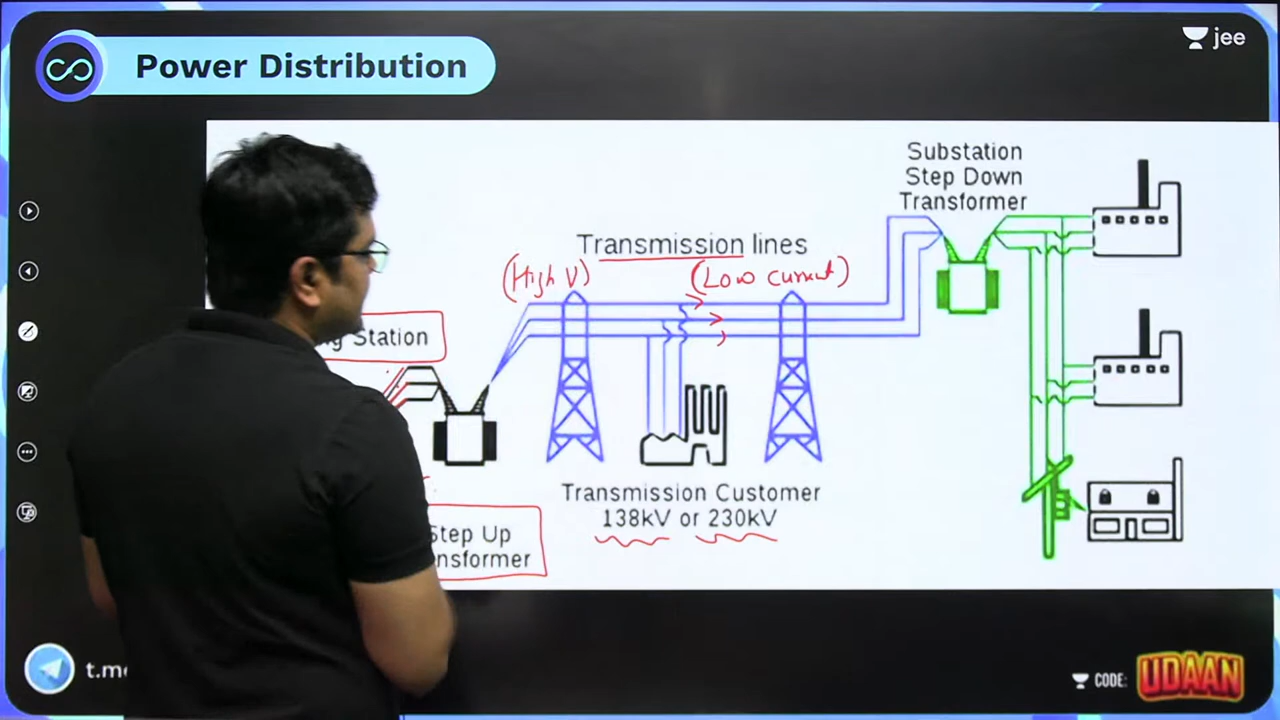 Power Distribution
jee
Substation
Step Down
Transformer
Transmission lines
(High V)
(Low current)
Station
Step Up
Transmission Customer
138kV or 230kV
t.me
CODE:
UDAAN